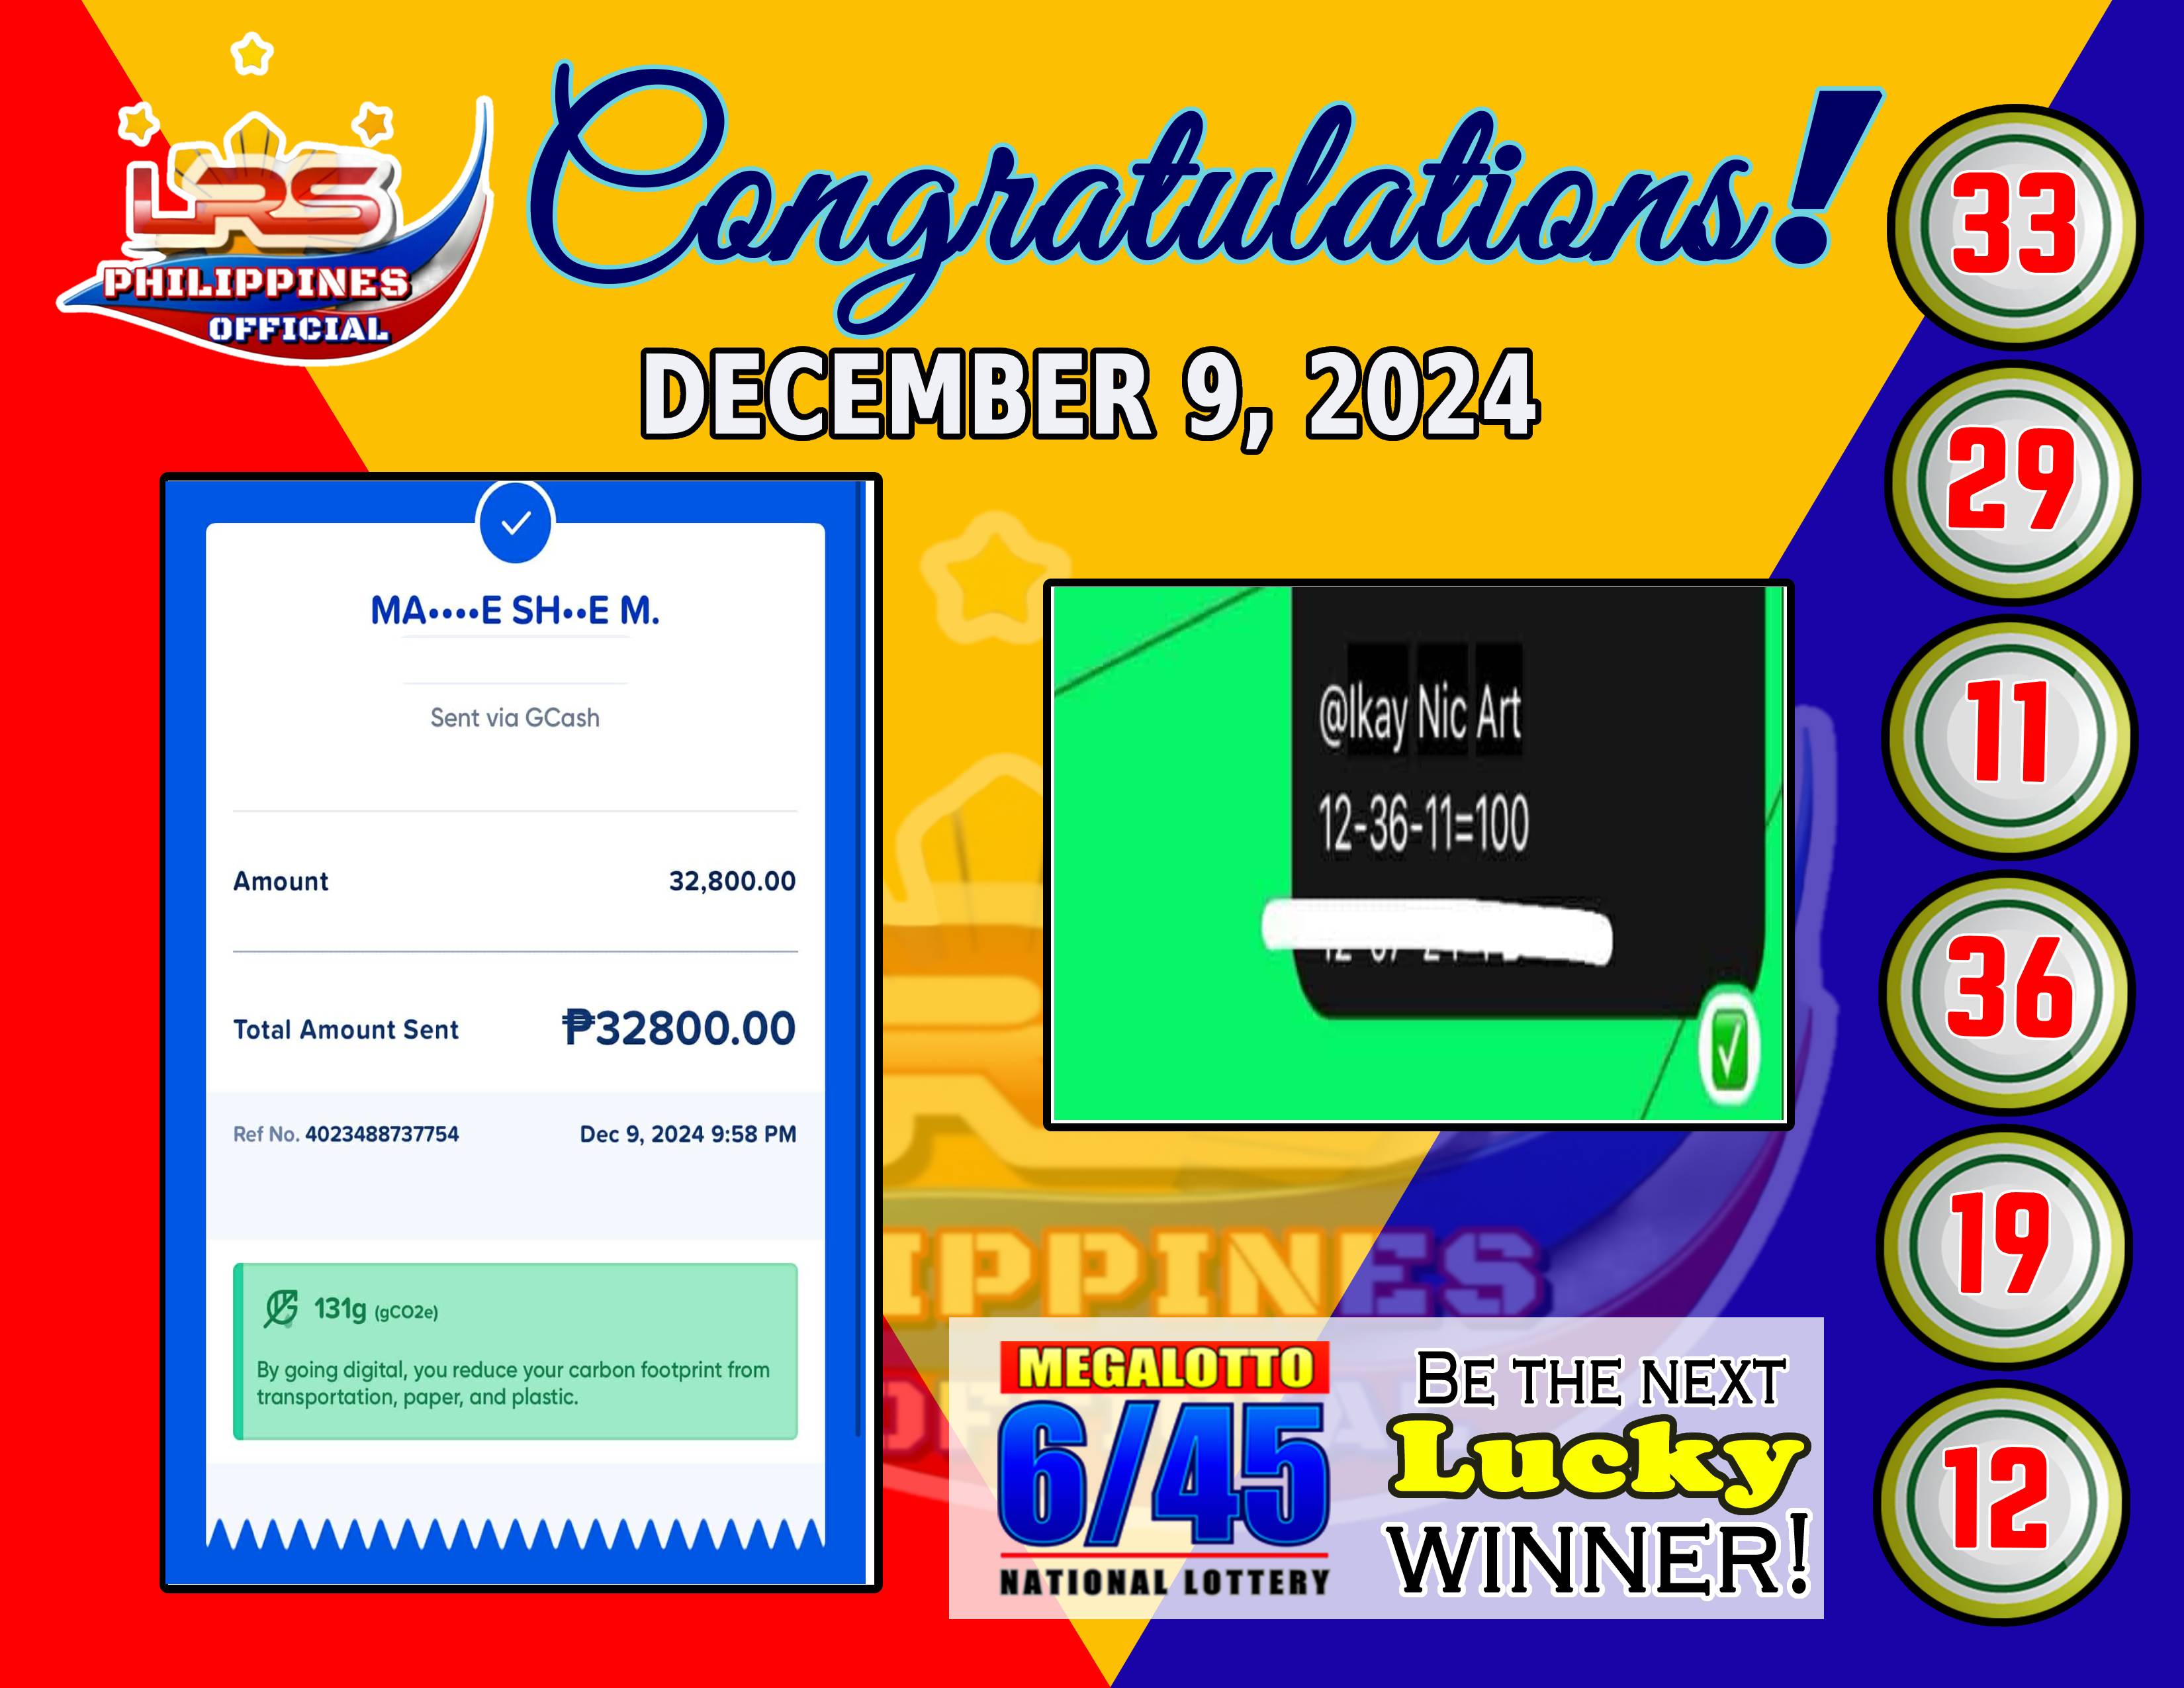 LRS
PHILIPPINES
OFFICIAL
Congratulations!
DECEMBER 9, 2024
MA••••E SH••E M.
Sent via GCash
Amount 32,800.00
Total Amount Sent ₱32800.00
Ref No. 4023488737754 Dec 9, 2024 9:58 PM
131g (gCO2e)
By going digital, you reduce your carbon footprint from
transportation, paper, and plastic.
@Ikay Nic Art
12-36-11=100
MEGALOTTO
6/45
NATIONAL LOTTERY
BE THE NEXT
Lucky
WINNER!
33
29
11
36
19
12